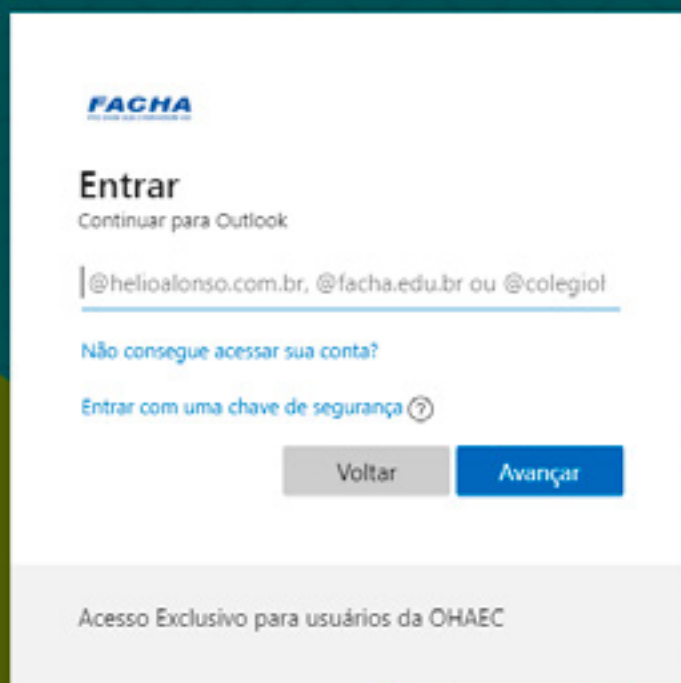 FACHA
Entrar
Continuar para Outlook
@helioalonso.com.br, @facha.edu.br ou @colegiol
Não consegue acessar sua conta?
Entrar com uma chave de segurança ?
Voltar
Avançar
Acesso Exclusivo para usuários da OHAEC